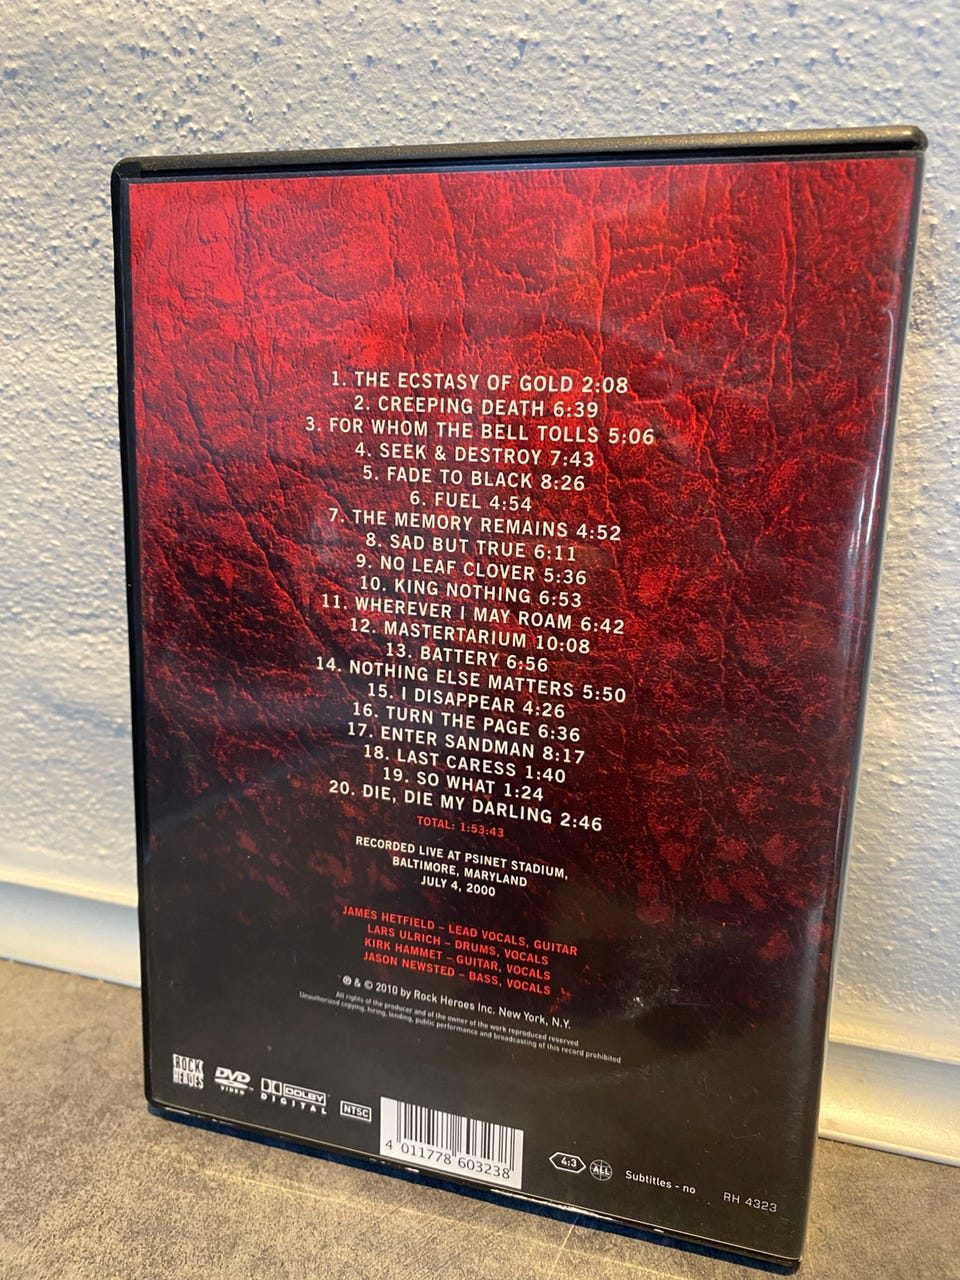 1. THE ECSTASY OF GOLD 2:08
2. CREEPING DEATH 6:39
3. FOR WHOM THE BELL TOLLS 5:06
4. SEEK & DESTROY 7:43
5. FADE TO BLACK 8:26
6. FUEL 4:54
7. THE MEMORY REMAINS 4:52
8. SAD BUT TRUE 6:11
9. NO LEAF CLOVER 5:36
10. KING NOTHING 6:53
11. WHEREVER I MAY ROAM 6:42
12. MASTERTARIUM 10:08
13. BATTERY 6:56
14. NOTHING ELSE MATTERS 5:50
15. I DISAPPEAR 4:26
16. TURN THE PAGE 6:36
17. ENTER SANDMAN 8:17
18. LAST CARESS 1:40
19. SO WHAT 1:24
20. DIE, DIE MY DARLING 2:46
TOTAL: 1:53:43
RECORDED LIVE AT PSINET STADIUM,
BALTIMORE, MARYLAND
JULY 4, 2000
JAMES HETFIELD – LEAD VOCALS, GUITAR
LARS ULRICH – DRUMS, VOCALS
KIRK HAMMET – GUITAR, VOCALS
JASON NEWSTED – BASS, VOCALS
℗ & © 2010 by Rock Heroes Inc. New York, N.Y.
All rights of the producer and of the owner of the work reproduced reserved
Unauthorized copying, hiring, lending, public performance and broadcasting of this record prohibited
ROCK
HEROES
DVD
VIDEO
DOLBY
DIGITAL
NTSC
4 011778 603238
4:3
ALL
Subtitles - no
RH 4323